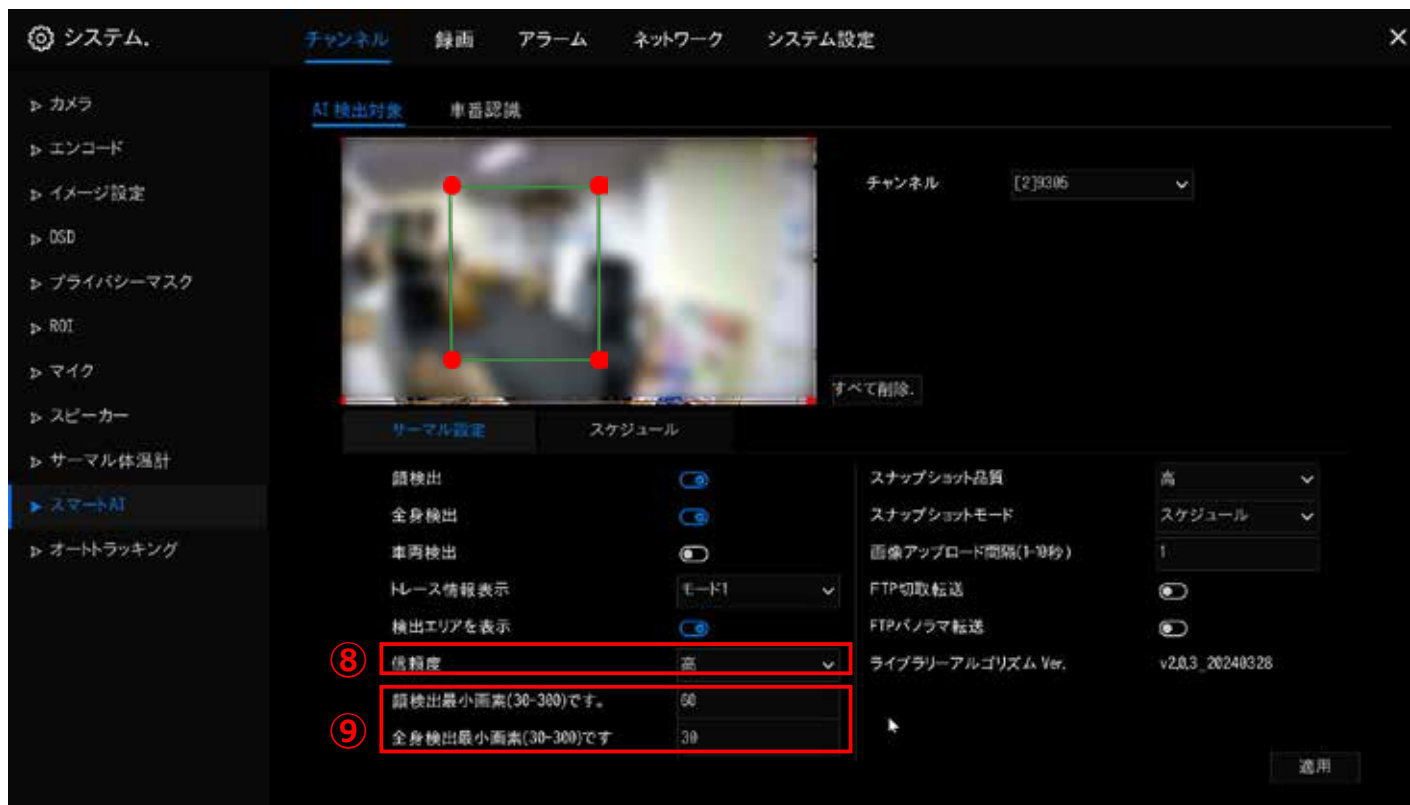 システム.
チャンネル 録画 アラーム ネットワーク システム設定 ×
カメラ
エンコード
イメージ設定
OSD
プライバシーマスク
ROI
マイク
スピーカー
サーマル体温計
スマートAI
オートトラッキング
AI 検出対象 車番認識
チャンネル [2]9305
すべて削除.
サーマル設定 スケジュール
顔検出
全身検出
車両検出
トレース情報表示 モード1
検出エリアを表示
⑧ 信頼度 高
⑨ 顔検出最小画素(30-300)です。 60
全身検出最小画素(30-300)です 30
スナップショット品質 高
スナップショットモード スケジュール
画像アップロード間隔(1-10秒) 1
FTP切取転送
FTPパノラマ転送
ライブラリーアルゴリズム Ver. v2.0.3_20240328
適用